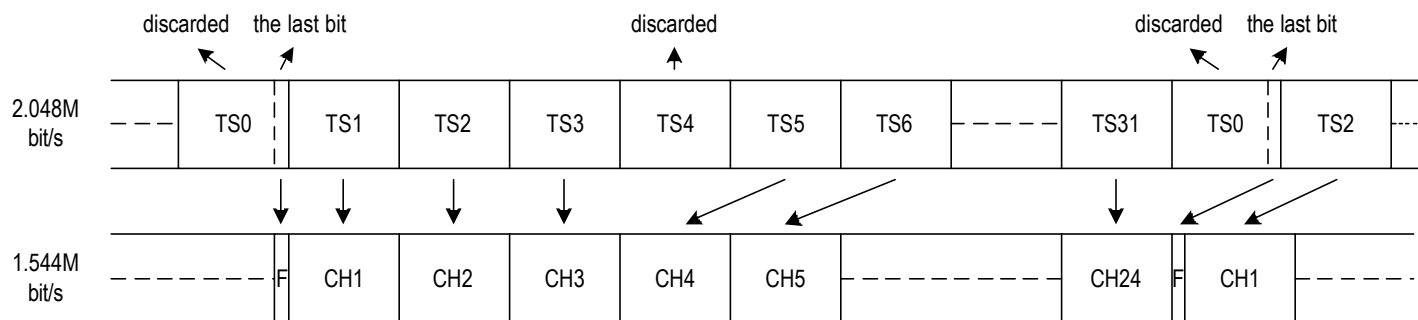 discarded the last bit discarded discarded the last bit
2.048M
bit/s
TS0 TS1 TS2 TS3 TS4 TS5 TS6 TS31 TS0 TS2
1.544M
bit/s
F CH1 CH2 CH3 CH4 CH5 CH24 F CH1